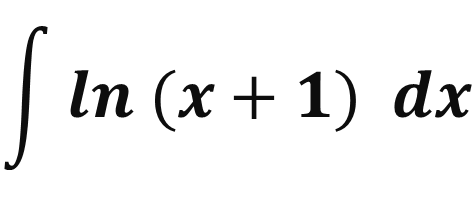 ∫ ln (x + 1) dx